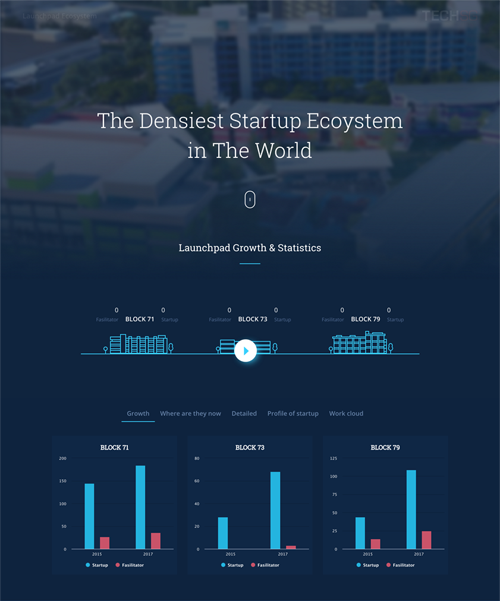 TECH
The Densiest Startup Ecoystem
in The World
Launchpad Growth & Statistics
0 0 0 0 0 0
Fasilitator BLOCK 71 Startup Fasilitator BLOCK 73 Startup Fasilitator BLOCK 79 Startup
Growth Where are they now Detailed Profile of startup Work cloud
BLOCK 71
200
150
100
50
0
2015 2017
Startup Fasilitator
BLOCK 73
80
60
40
20
0
2015 2017
Startup Fasilitator
BLOCK 79
125
100
75
50
25
0
2015 2017
Startup Fasilitator